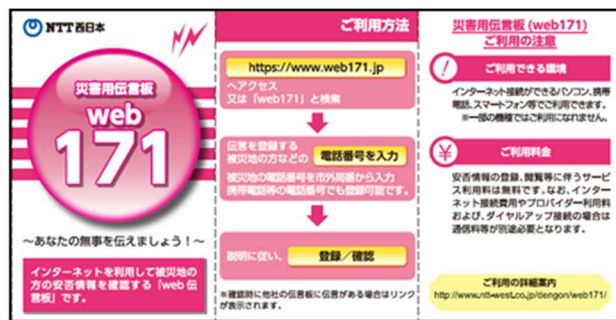 NTT西日本
災害用伝言板
web
171
~あなたの無事を伝えましょう!~
インターネットを利用して被災地の
方の安否情報を確認する「web伝
言板」です。
ご利用方法
https://www.web171.jp
へアクセス
又は「web171」と検索
伝言を登録する
被災地の方などの
電話番号を入力
被災地の電話番号を市外局番から入力
携帯電話等の電話番号でも登録可能です。
説明に従い、
登録/確認
※確認時に他社の伝言板に伝言がある場合はリンク
が表示されます。
災害用伝言板(web171)
ご利用の注意
ご利用できる環境
インターネット接続ができるパソコン、携帯
電話、スマートフォン等でご利用できます。
※一部の機種ではご利用になれません。
ご利用料金
安否情報の登録、閲覧等に伴うサービ
ス利用料は無料です。なお、インター
ネット接続費用やプロバイダー利用料
および、ダイヤルアップ接続の場合は
通信料等が別途必要となります。
ご利用の詳細案内
http://www.ntt-west.co.jp/dengon/web171/